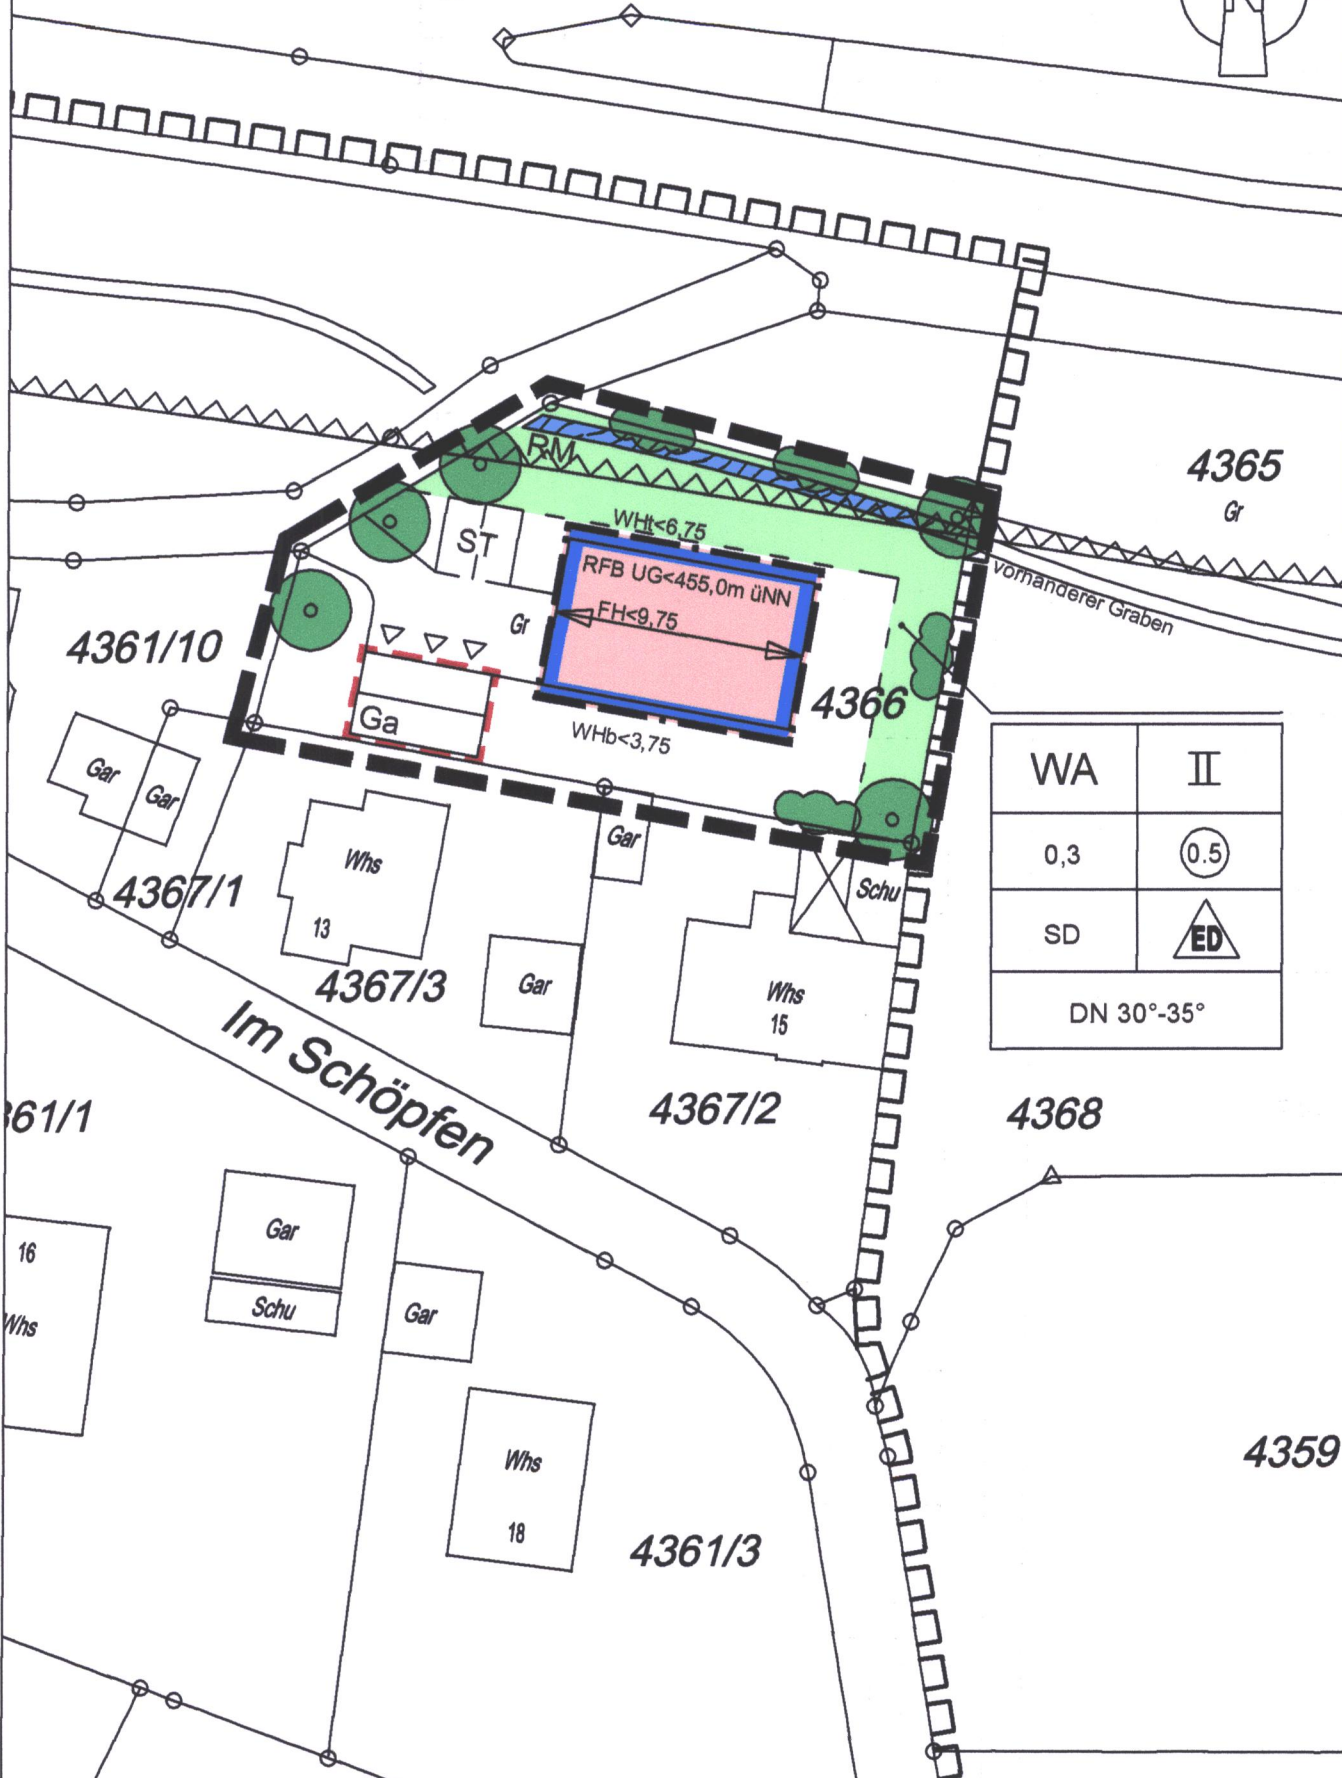 N
4365
Gr
RM
WHt<6,75
ST
RFB UG<455,0m üNN
vorhandener Graben
FH<9,75
Gr
4361/10
4366
Ga
WHb<3,75
WA II
0,3 0.5
SD ED
DN 30°-35°
Gar
Gar
Gar
Whs
13
Schu
4367/1
4367/3
Gar
Whs
15
Im Schöpfen
4367/2
4368
361/1
Gar
16
Schu
Gar
Whs
4359
Whs
18
4361/3